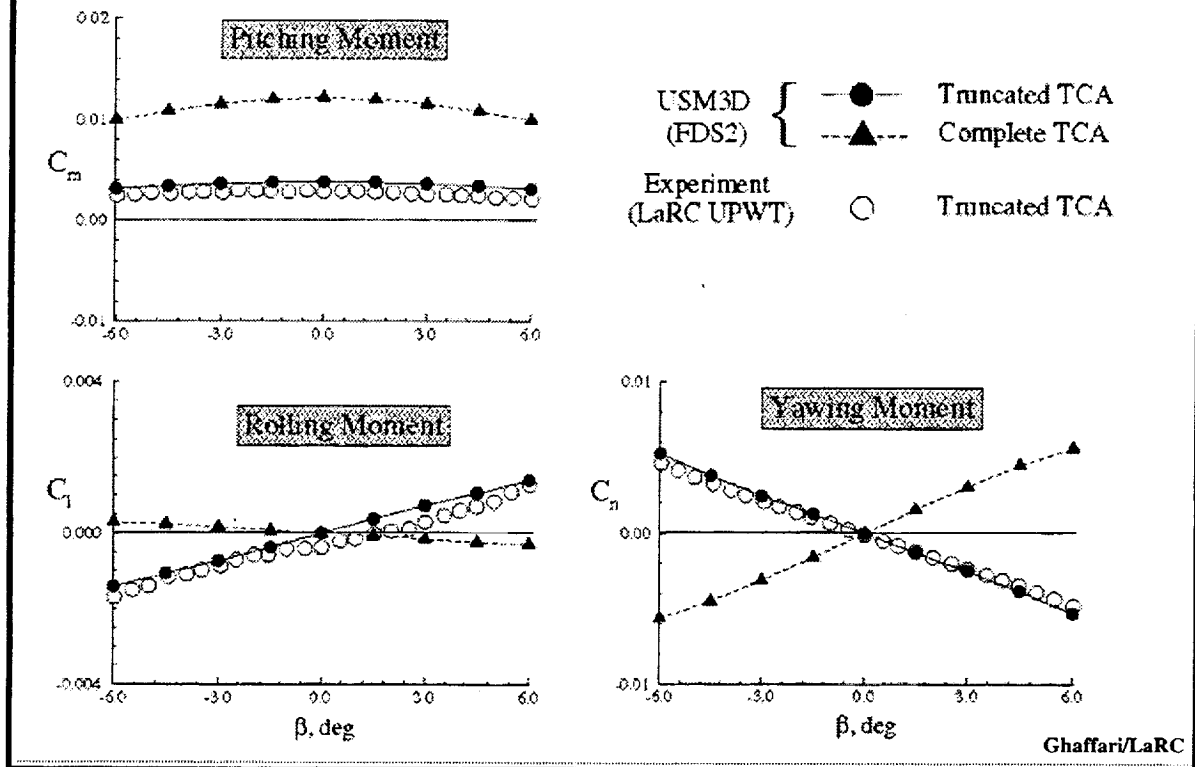 0.02
Pitching Moment
0.01
C_m
0.00
-0.01
-6.0 -3.0 0.0 3.0 6.0
USM3D
(FDS2)
{
Truncated TCA
Complete TCA
Experiment
(LaRC UPWT)
Truncated TCA
0.004
Rolling Moment
C_l
0.000
-0.004
-6.0 -3.0 0.0 3.0 6.0
β, deg
0.01
Yawing Moment
C_n
0.00
-0.01
-6.0 -3.0 0.0 3.0 6.0
β, deg
Ghaffari/LaRC